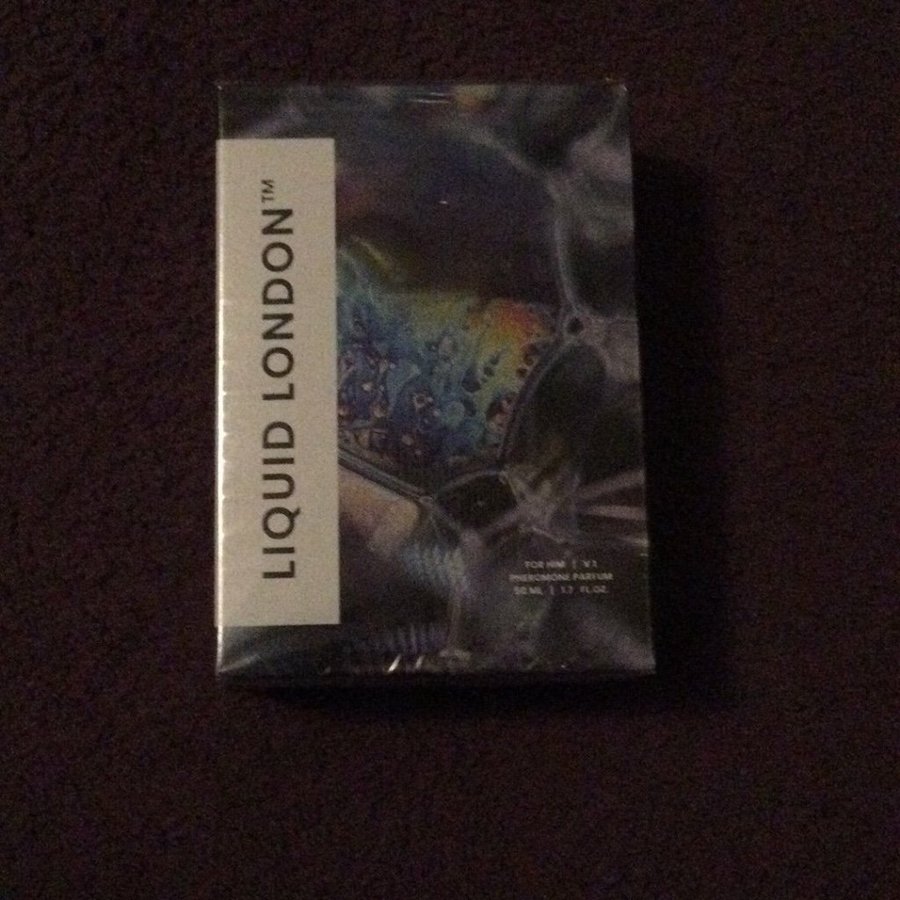 LIQUID LONDON™
FOR HIM | V.1
PHEROMONE PARFUM
50 ML | 1.7 FL.OZ.